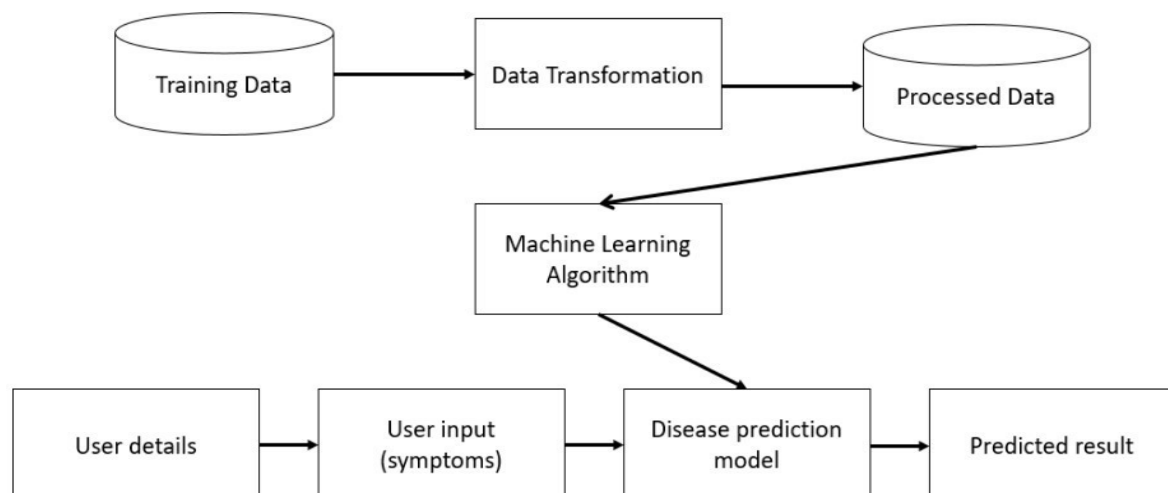 Training Data
Data Transformation
Processed Data
Machine Learning
Algorithm
User details
User input
(symptoms)
Disease prediction
model
Predicted result